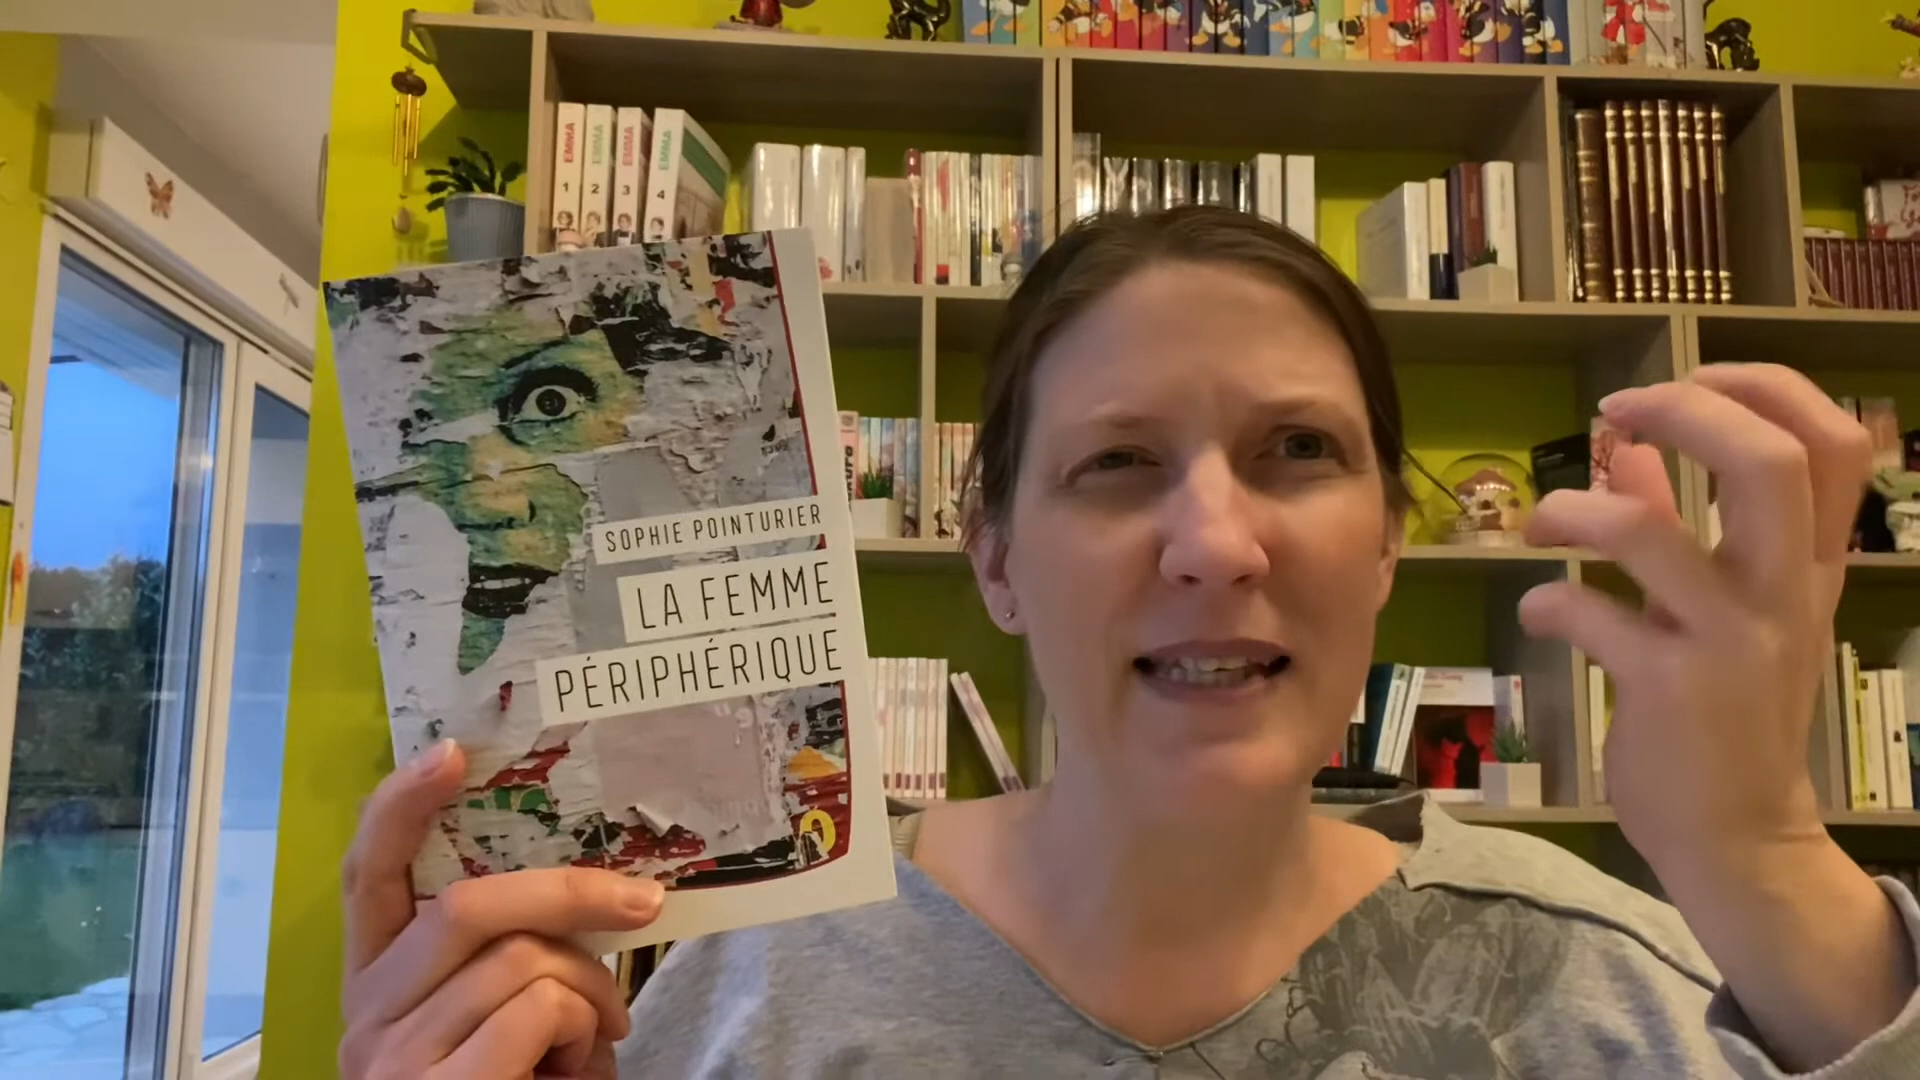 EMMA
EMMA
EMMA
EMMA
1
2
3
4
SOPHIE POINTURIER
LA FEMME
PÉRIPHÉRIQUE